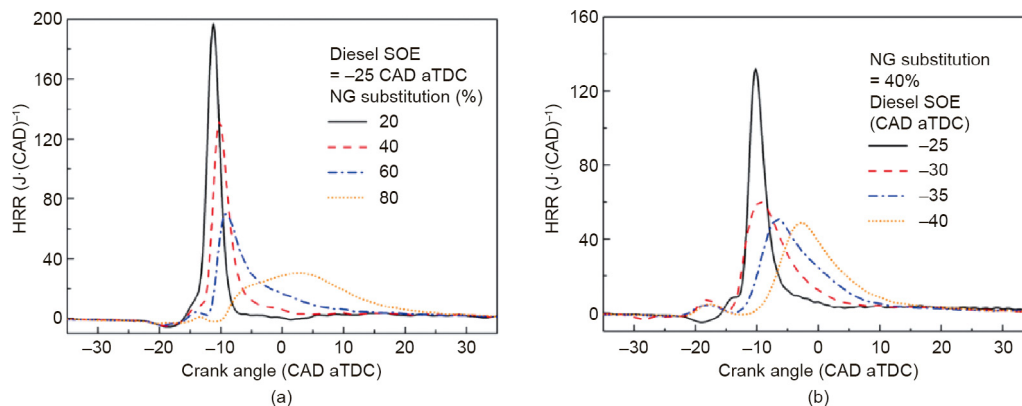 200
160
120
80
40
0
HRR (J·(CAD)⁻¹)
Diesel SOE
= –25 CAD aTDC
NG substitution (%)
20
40
60
80
–30
–20
–10
0
10
20
30
Crank angle (CAD aTDC)
(a)
160
120
80
40
0
HRR (J·(CAD)⁻¹)
NG substitution
= 40%
Diesel SOE
(CAD aTDC)
–25
–30
–35
–40
–30
–20
–10
0
10
20
30
Crank angle (CAD aTDC)
(b)